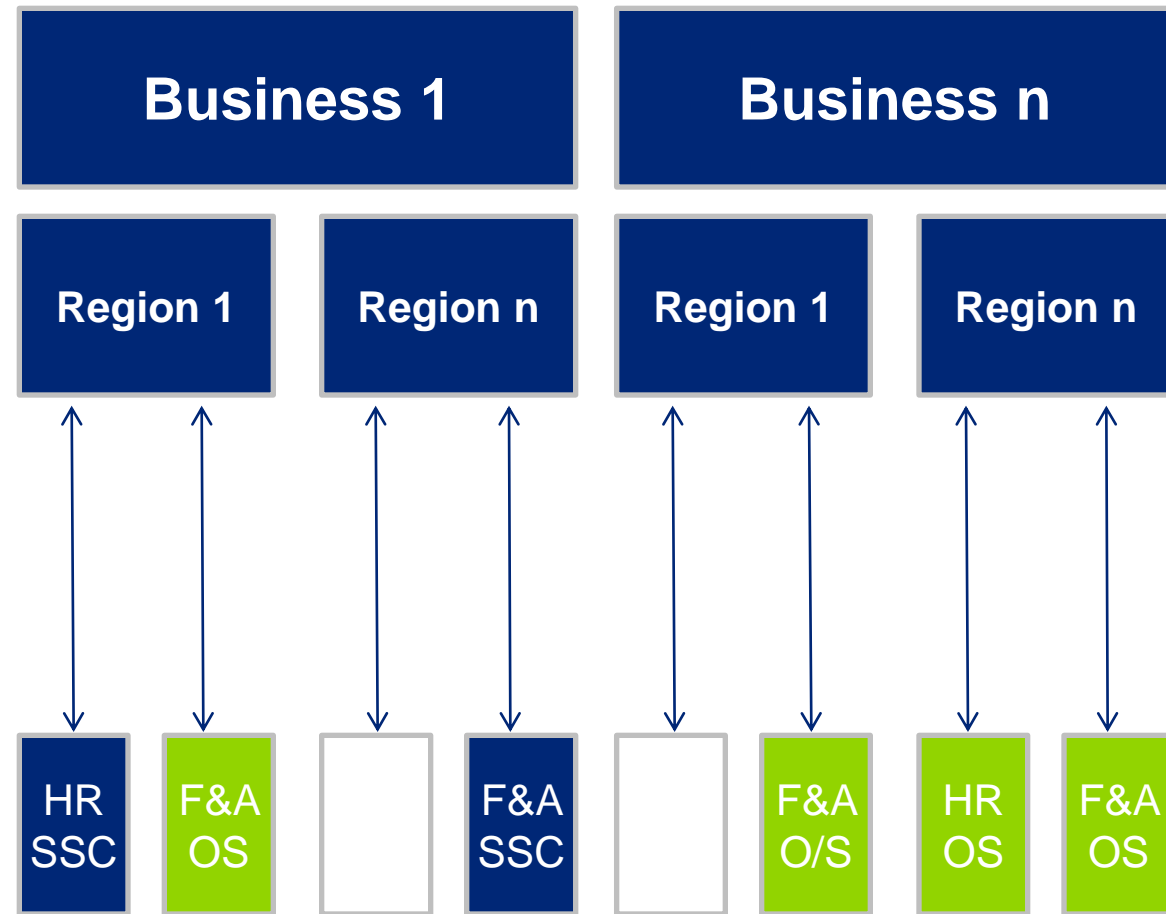 Business 1
Business n
Region 1
Region n
Region 1
Region n
HR
SSC
F&A
OS
F&A
SSC
F&A
O/S
HR
OS
F&A
OS